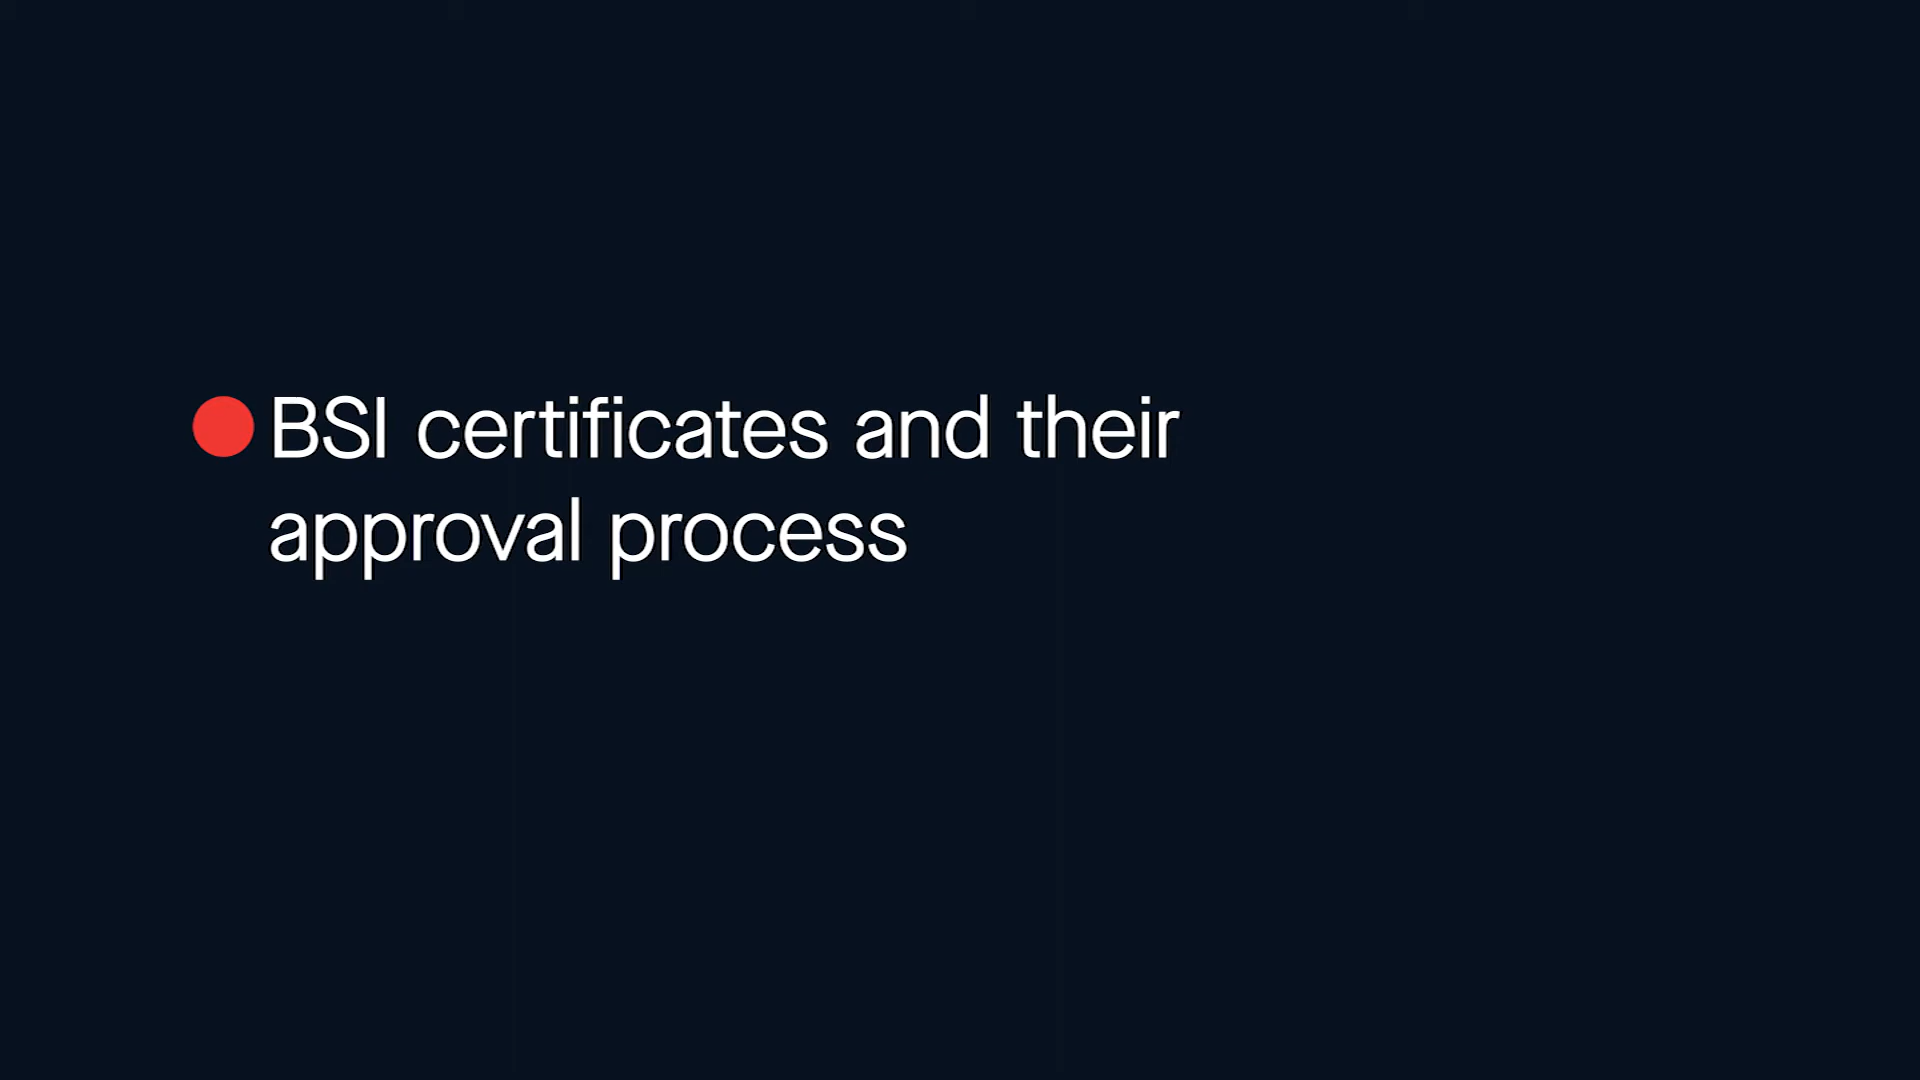 BSI certificates and their
approval process